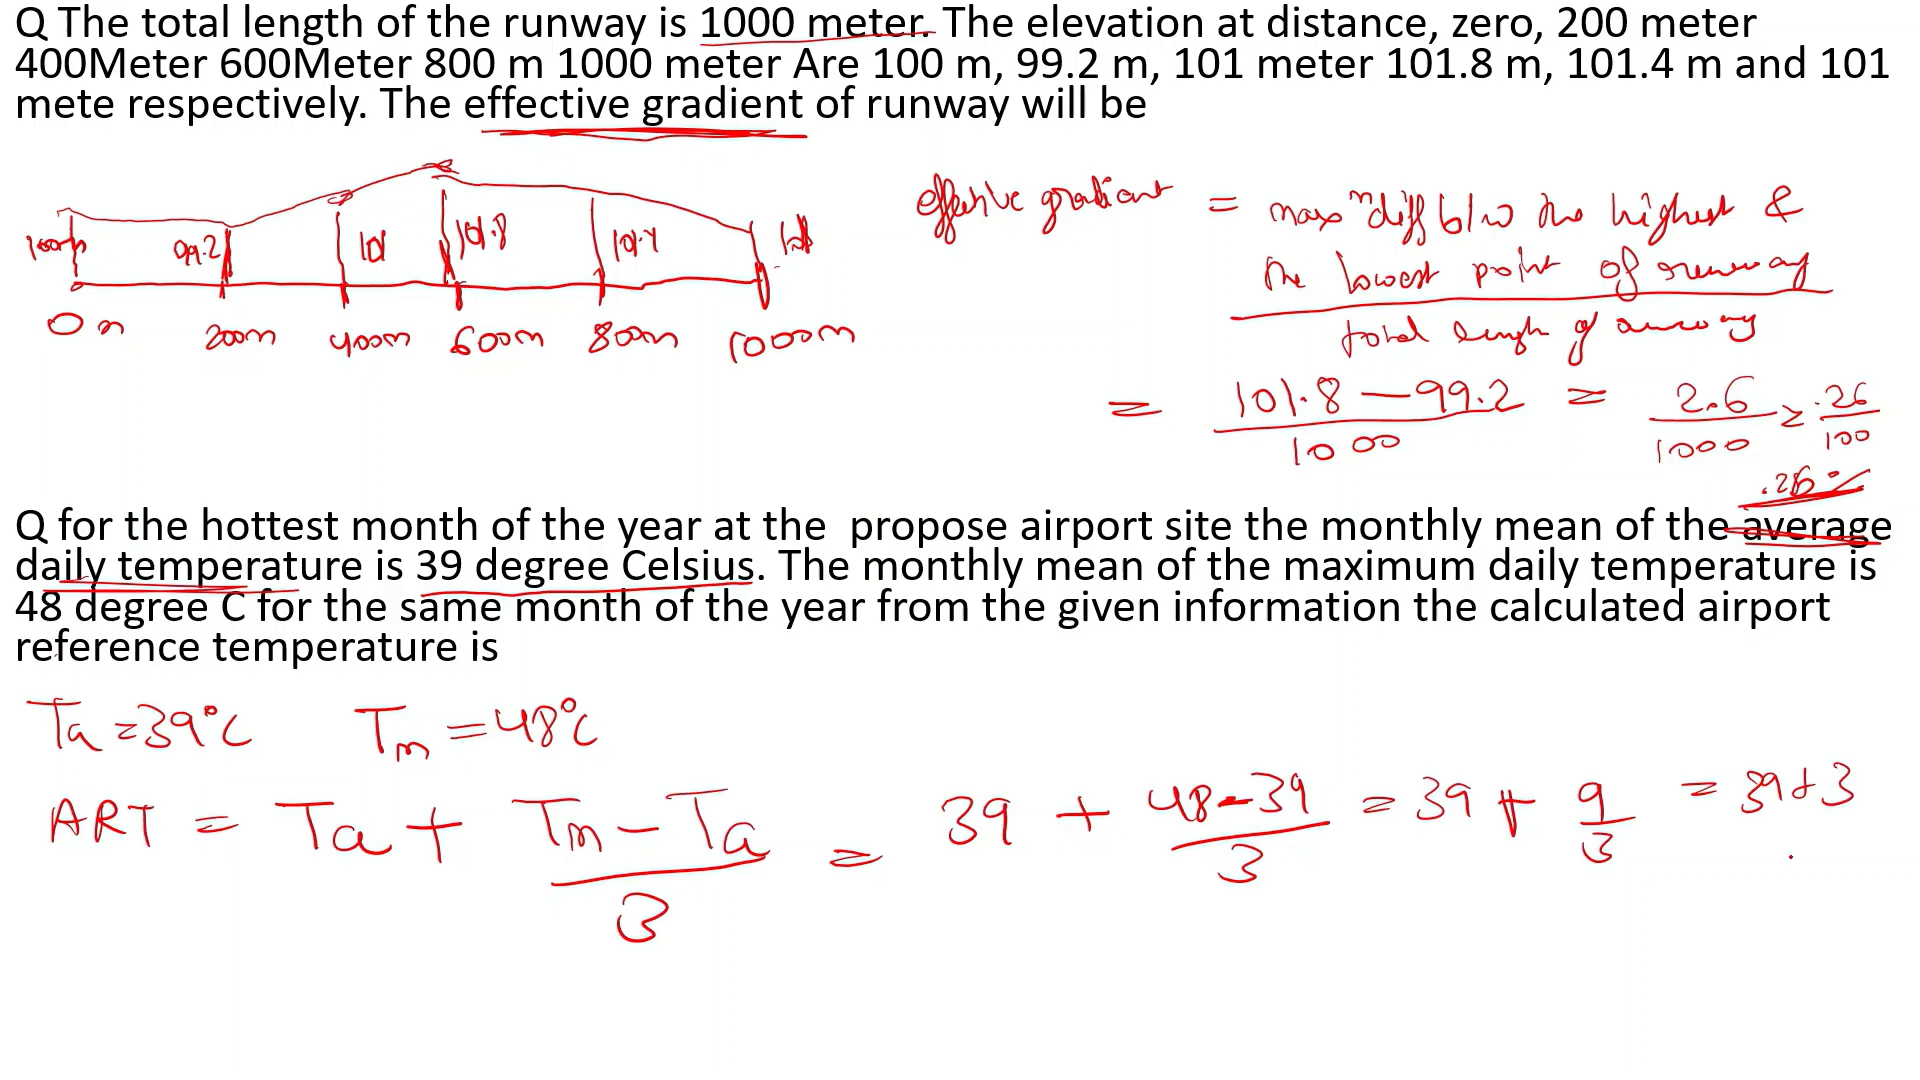 Q The total length of the runway is 1000 meter. The elevation at distance, zero, 200 meter
400Meter 600Meter 800 m 1000 meter Are 100 m, 99.2 m, 101 meter 101.8 m, 101.4 m and 101
mete respectively. The effective gradient of runway will be
100m 99.2 101 101.8 101.4 101
0 m 200m 400m 600m 800m 1000m
effective gradient = max^m diff b/w the highest &
the lowest point of runway
total length of runway
= 101.8 - 99.2 / 1000 = 2.6 / 1000 = .26 / 100
.26%
Q for the hottest month of the year at the propose airport site the monthly mean of the average
daily temperature is 39 degree Celsius. The monthly mean of the maximum daily temperature is
48 degree C for the same month of the year from the given information the calculated airport
reference temperature is
Ta = 39°C Tm = 48°C
ART = Ta + Tm - Ta / 3 = 39 + 48-39 / 3 = 39 + 9 / 3 = 39+3